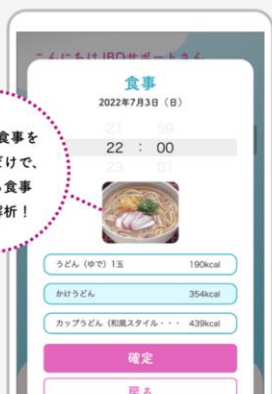 こんにちは IBDサポートさん
食事
2022年7月3日（日）
21 59
22 : 00
23 01
食事を
だけで、
食事
解析！
うどん（ゆで）1玉 190kcal
かけうどん 354kcal
カップうどん（和風スタイル・・・ 439kcal
確定
戻る